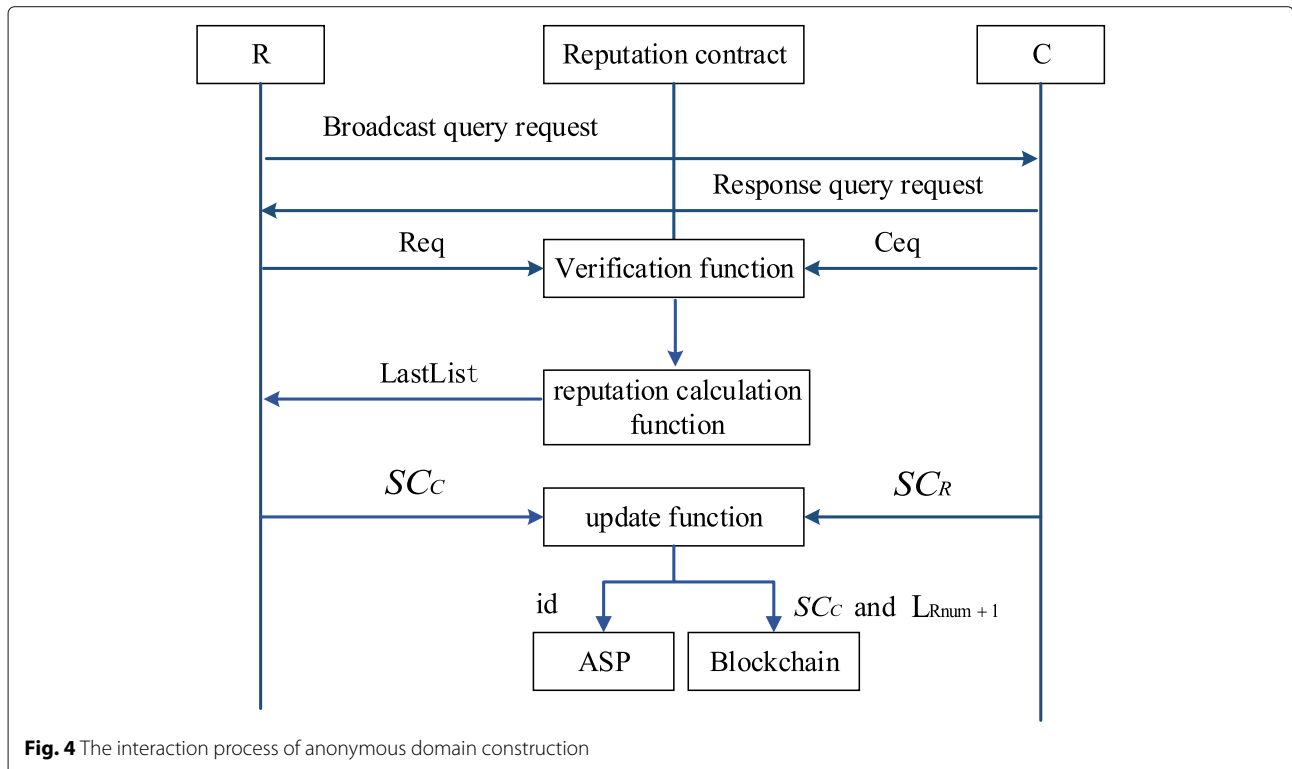 R
Reputation contract
C
Broadcast query request
Response query request
Req
Ceq
Verification function
LastList
reputation calculation
function
SCC
SCR
update function
id
SCC and LRnum + 1
ASP
Blockchain
Fig. 4 The interaction process of anonymous domain construction